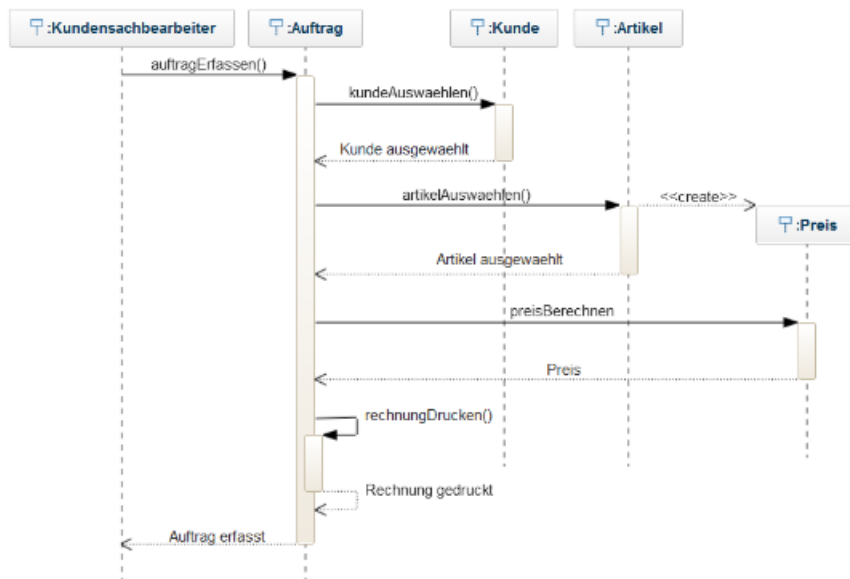 :Kundensachbearbeiter
:Auftrag
:Kunde
:Artikel
auftragErfassen()
kundeAuswaehlen()
Kunde ausgewaehlt
artikelAuswaehlen()
<<create>>
:Preis
Artikel ausgewaehlt
preisBerechnen
Preis
rechnungDrucken()
Rechnung gedruckt
Auftrag erfasst